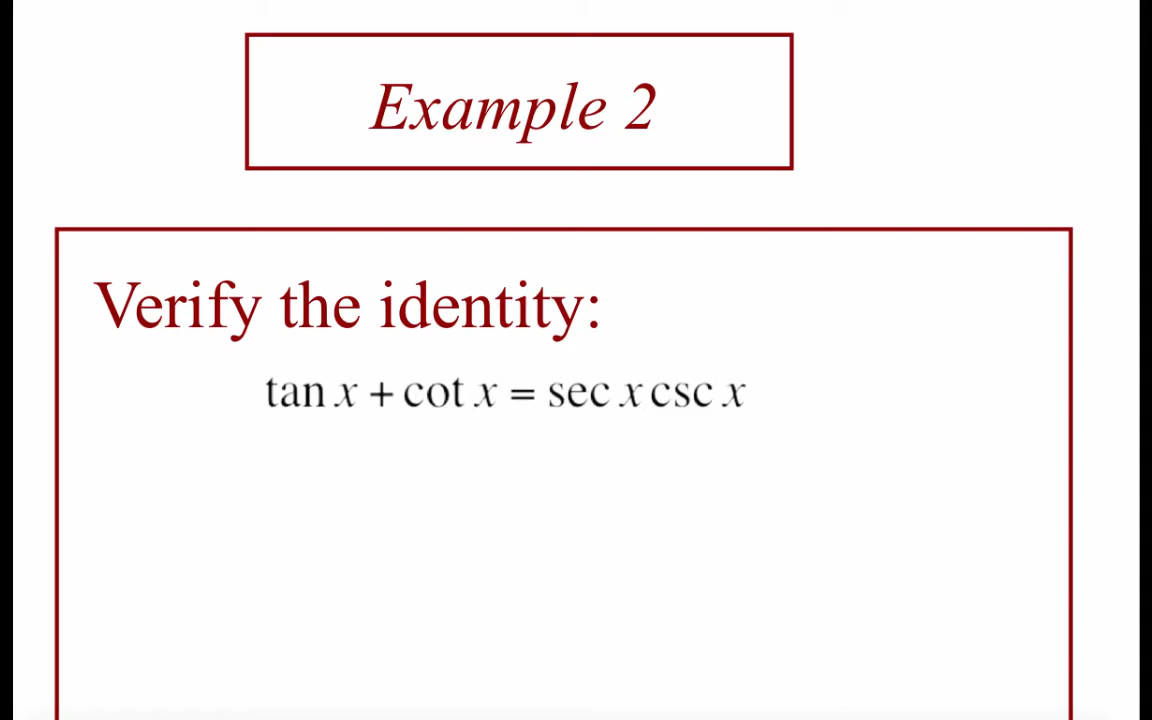 Example 2
Verify the identity:
tan x + cot x = sec x csc x